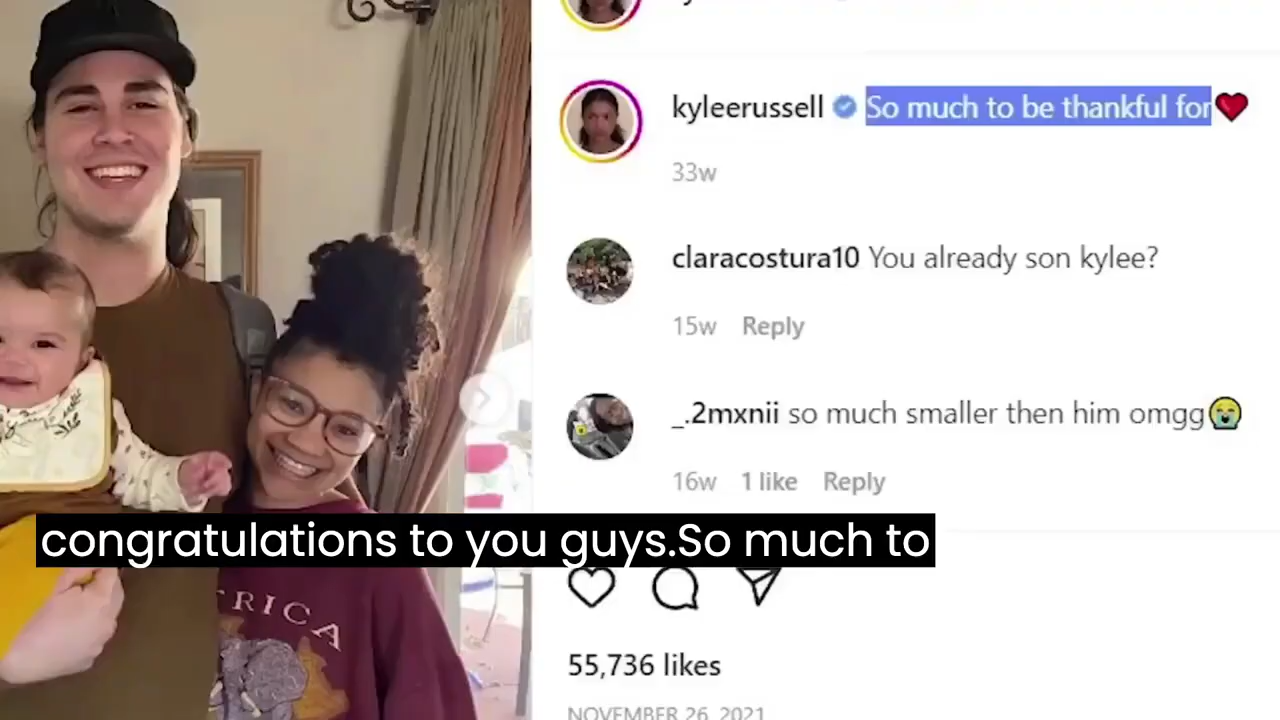 kyleerussell So much to be thankful for❤️
33w
claracostura10 You already son kylee?
15w Reply
_.2mxnii so much smaller then him omgg😭
16w 1 like Reply
congratulations to you guys.So much to
TRICA
55,736 likes
NOVEMBER 26, 2021